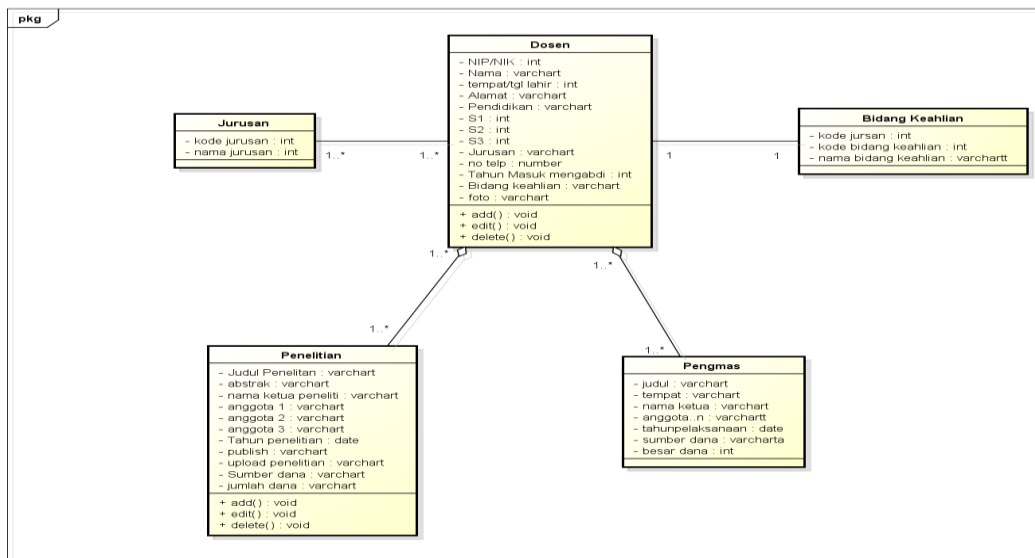 pkg
Dosen
- NIP/NIK : int
- Nama : varchart
- tempat/tgl lahir : int
- Alamat : varchart
- Pendidikan : varchart
- S1 : int
- S2 : int
- S3 : int
- Jurusan : varchart
- no telp : number
- Tahun Masuk mengabdi : int
- Bidang keahlian : varchart
- foto : varchart
+ add() : void
+ edit() : void
+ delete() : void
Jurusan
- kode jurusan : int
- nama jurusan : int
1..*
1..*
1
1
Bidang Keahlian
- kode jursan : int
- kode bidang keahlian : int
- nama bidang keahlian : varchartt
1..*
1..*
1..*
1..*
Penelitian
- Judul Penelitan : varchart
- abstrak : varchart
- nama ketua peneliti : varchart
- anggota 1 : varchart
- anggota 2 : varchart
- anggota 3 : varchart
- Tahun penelitian : date
- publish : varchart
- upload penelitian : varchart
- Sumber dana : varchart
- jumlah dana : varchart
+ add() : void
+ edit() : void
+ delete() : void
Pengmas
- judul : varchart
- tempat : varchart
- nama ketua : varchart
- anggota..n : varchartt
- tahunpelaksanaan : date
- sumber dana : varcharta
- besar dana : int